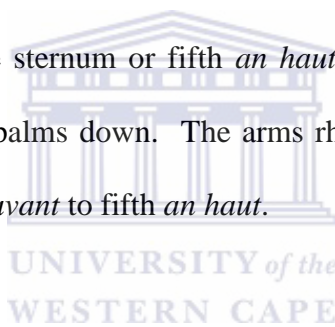 sternum or fifth an haut
palms down. The arms rh
vant to fifth an haut.
UNIVERSITY of the
WESTERN CAPE